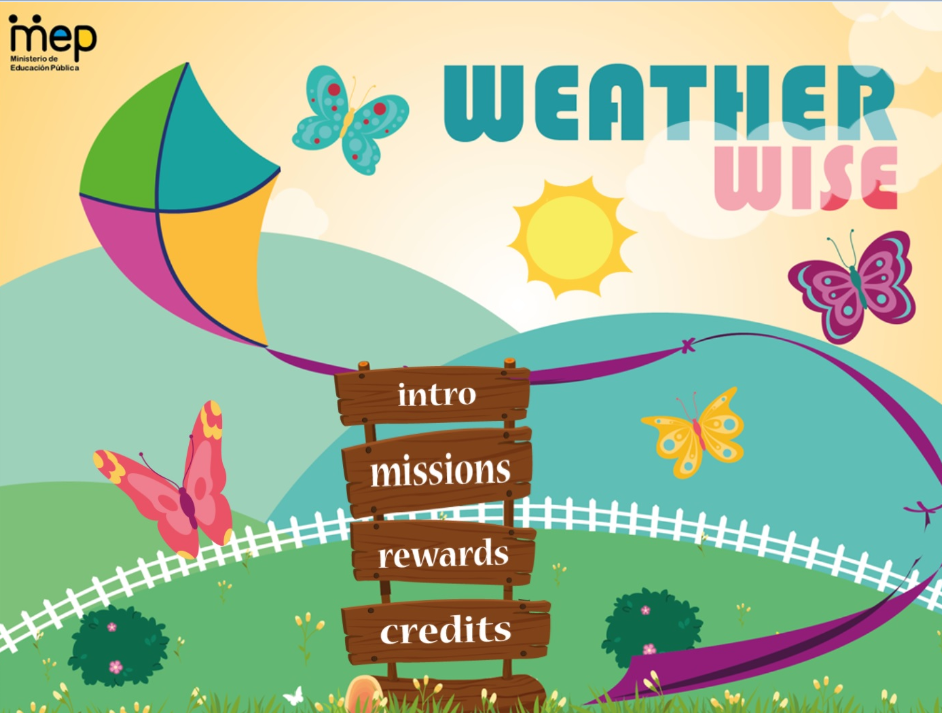 mep
Ministerio de
Educación Pública
WEATHER
WISE
intro
missions
rewards
credits